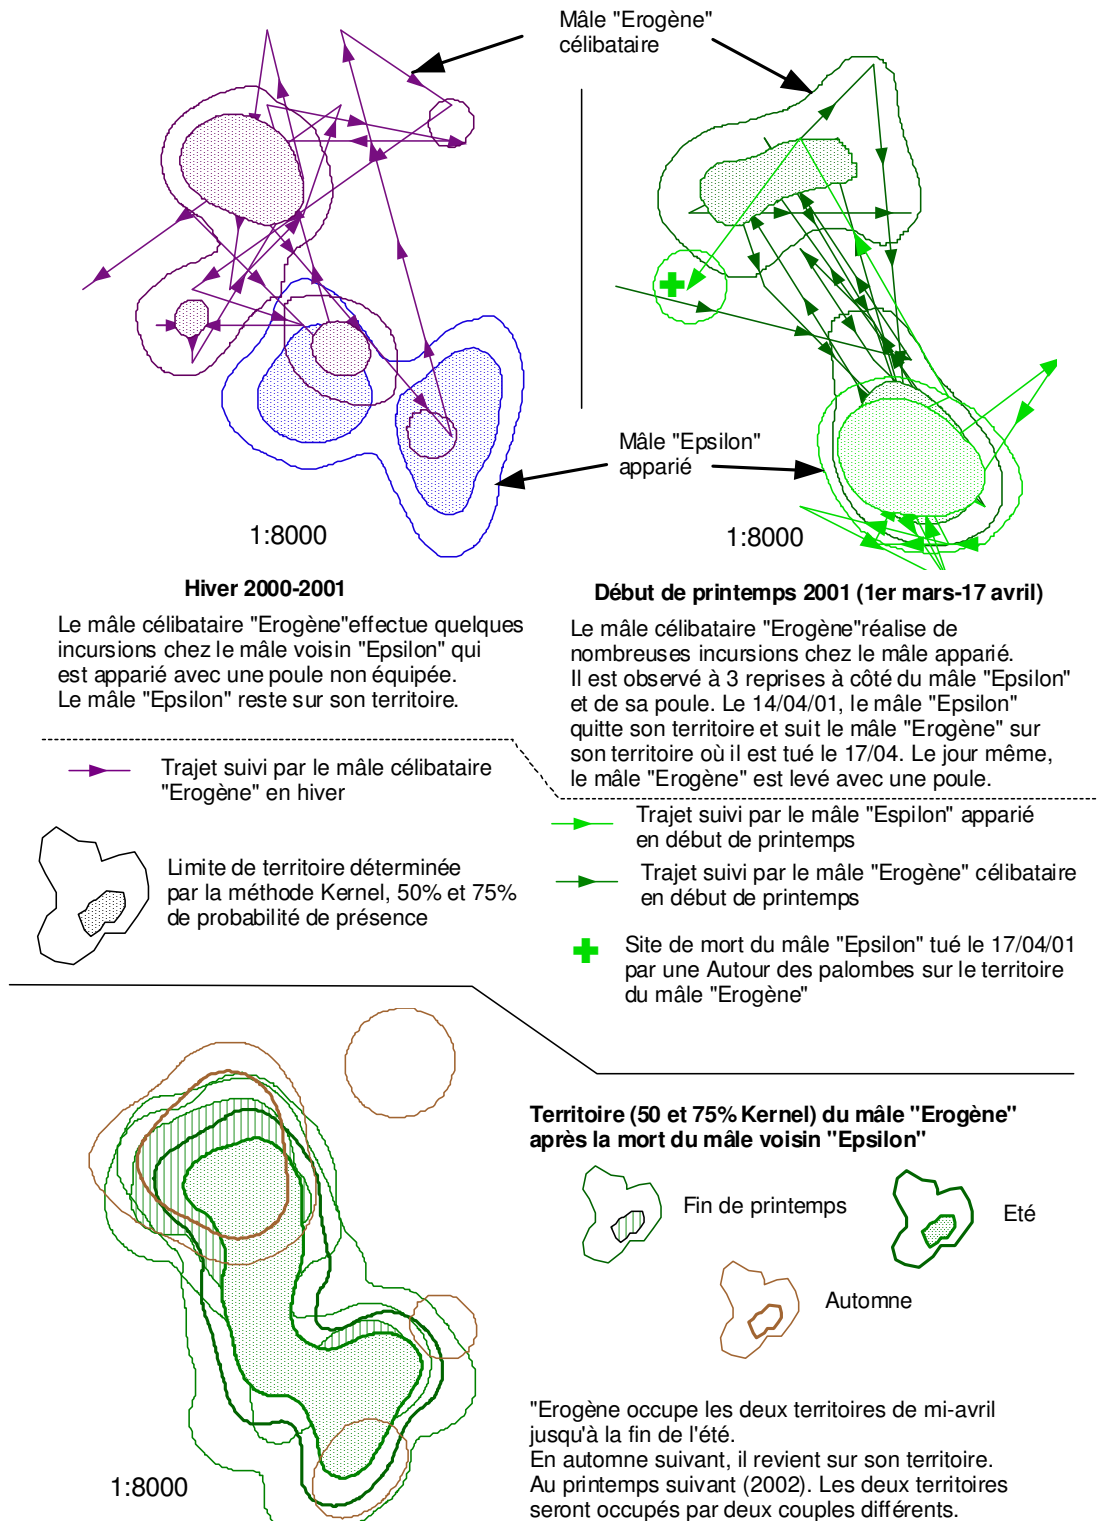 Mâle "Erogène"
célibataire
Mâle "Epsilon"
apparié
1:8000
1:8000
Hiver 2000-2001
Le mâle célibataire "Erogène"effectue quelques
incursions chez le mâle voisin "Epsilon" qui
est apparié avec une poule non équipée.
Le mâle "Epsilon" reste sur son territoire.
Début de printemps 2001 (1er mars-17 avril)
Le mâle célibataire "Erogène"réalise de
nombreuses incursions chez le mâle apparié.
Il est observé à 3 reprises à côté du mâle "Epsilon"
et de sa poule. Le 14/04/01, le mâle "Epsilon"
quitte son territoire et suit le mâle "Erogène" sur
son territoire où il est tué le 17/04. Le jour même,
le mâle "Erogène" est levé avec une poule.
Trajet suivi par le mâle célibataire
"Erogène" en hiver
Limite de territoire déterminée
par la méthode Kernel, 50% et 75%
de probabilité de présence
Trajet suivi par le mâle "Espilon" apparié
en début de printemps
Trajet suivi par le mâle "Erogène" célibataire
en début de printemps
Site de mort du mâle "Epsilon" tué le 17/04/01
par une Autour des palombes sur le territoire
du mâle "Erogène"
Territoire (50 et 75% Kernel) du mâle "Erogène"
après la mort du mâle voisin "Epsilon"
Fin de printemps
Eté
Automne
1:8000
"Erogène occupe les deux territoires de mi-avril
jusqu'à la fin de l'été.
En automne suivant, il revient sur son territoire.
Au printemps suivant (2002). Les deux territoires
seront occupés par deux couples différents.